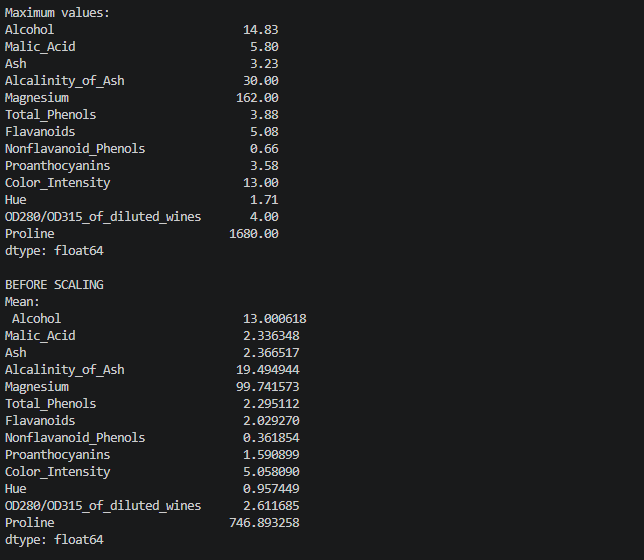 Maximum values:
Alcohol 14.83
Malic_Acid 5.80
Ash 3.23
Alcalinity_of_Ash 30.00
Magnesium 162.00
Total_Phenols 3.88
Flavanoids 5.08
Nonflavanoid_Phenols 0.66
Proanthocyanins 3.58
Color_Intensity 13.00
Hue 1.71
OD280/OD315_of_diluted_wines 4.00
Proline 1680.00
dtype: float64
BEFORE SCALING
Mean:
Alcohol 13.000618
Malic_Acid 2.336348
Ash 2.366517
Alcalinity_of_Ash 19.494944
Magnesium 99.741573
Total_Phenols 2.295112
Flavanoids 2.029270
Nonflavanoid_Phenols 0.361854
Proanthocyanins 1.590899
Color_Intensity 5.058090
Hue 0.957449
OD280/OD315_of_diluted_wines 2.611685
Proline 746.893258
dtype: float64